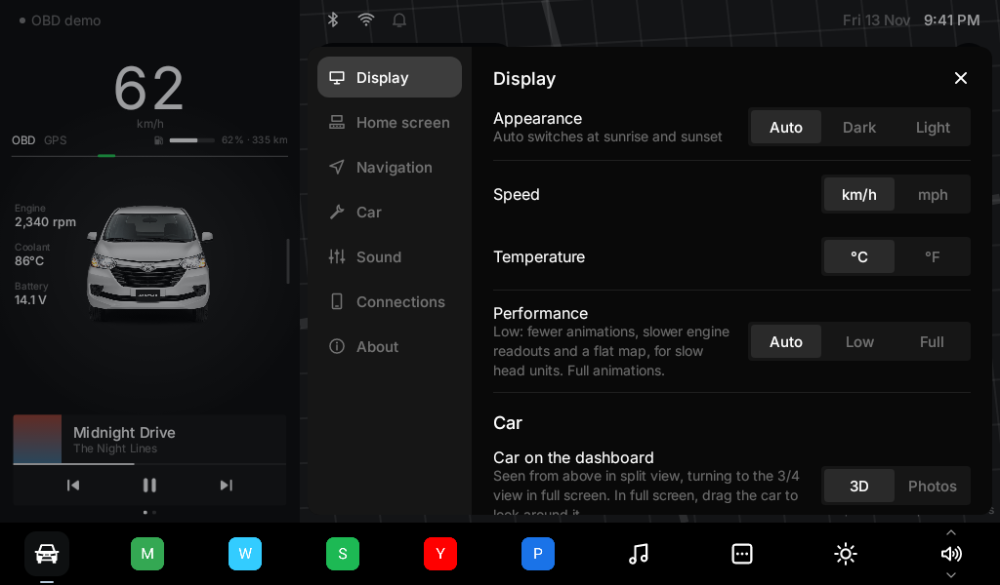 OBD demo
Fri 13 Nov 9:41 PM
62
km/h
OBD GPS
62% · 335 km
Engine
2,340 rpm
Coolant
86°C
Battery
14.1 V
Midnight Drive
The Night Lines
Display
Home screen
Navigation
Car
Sound
Connections
About
Display
Appearance
Auto switches at sunrise and sunset
Auto Dark Light
Speed
km/h mph
Temperature
°C °F
Performance
Low: fewer animations, slower engine
readouts and a flat map, for slow
head units. Full animations.
Auto Low Full
Car
Car on the dashboard
Seen from above in split view, turning to the 3/4
view in full screen. In full screen, drag the car to
look around it.
3D Photos
M W S Y P